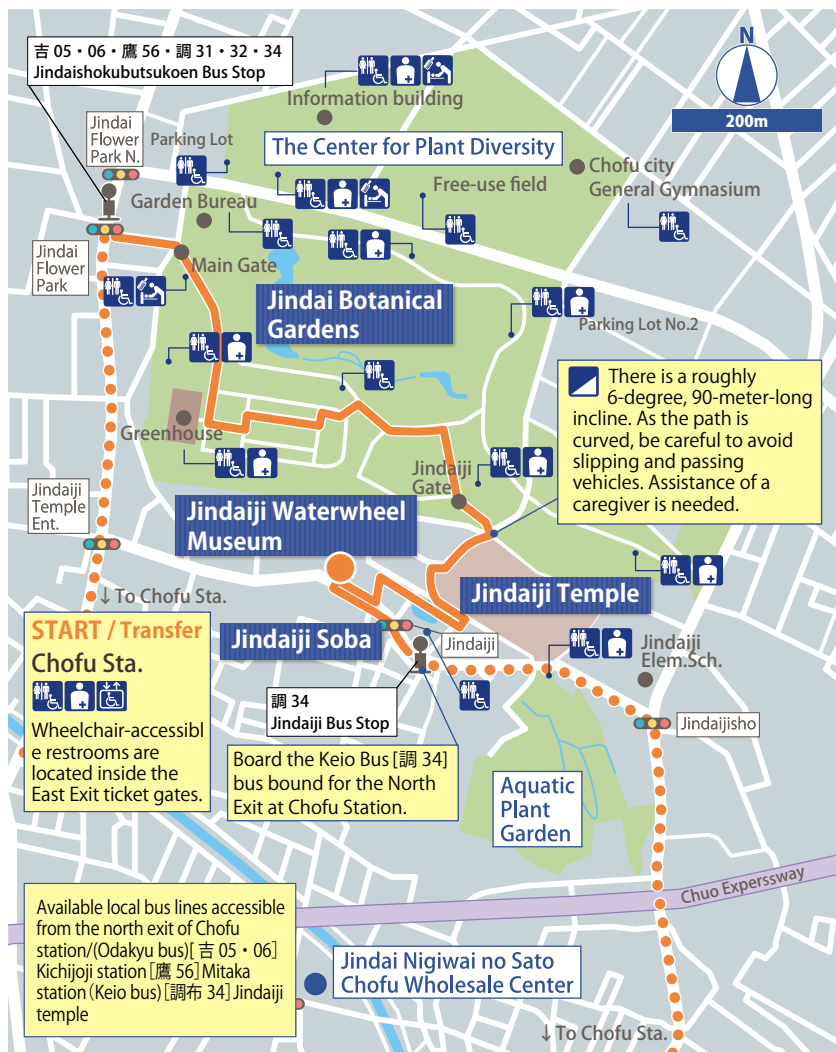 吉 05・06・鷹 56・調 31・32・34
Jindaishokubutsukoen Bus Stop
N
200m
Information building
Jindai
Flower
Park N.
Parking Lot
The Center for Plant Diversity
Chofu city
General Gymnasium
Free-use field
Garden Bureau
Jindai
Flower
Park
Main Gate
Jindai Botanical
Gardens
Parking Lot No.2
There is a roughly
6-degree, 90-meter-long
incline. As the path is
curved, be careful to avoid
slipping and passing
vehicles. Assistance of a
caregiver is needed.
Greenhouse
Jindaiji
Gate
Jindaiji
Temple
Ent.
Jindaiji Waterwheel
Museum
↓ To Chofu Sta.
Jindaiji Temple
START / Transfer
Chofu Sta.
Wheelchair-accessibl
e restrooms are
located inside the
East Exit ticket gates.
Jindaiji Soba
Jindaiji
Jindaiji
Elem.Sch.
調 34
Jindaiji Bus Stop
Jindaijisho
Board the Keio Bus [調 34]
bus bound for the North
Exit at Chofu Station.
Aquatic
Plant
Garden
Chuo Experssway
Available local bus lines accessible
from the north exit of Chofu
station/(Odakyu bus)[ 吉 05・06]
Kichijoji station [鷹 56] Mitaka
station (Keio bus) [調布 34] Jindaiji
temple
Jindai Nigiwai no Sato
Chofu Wholesale Center
↓ To Chofu Sta.